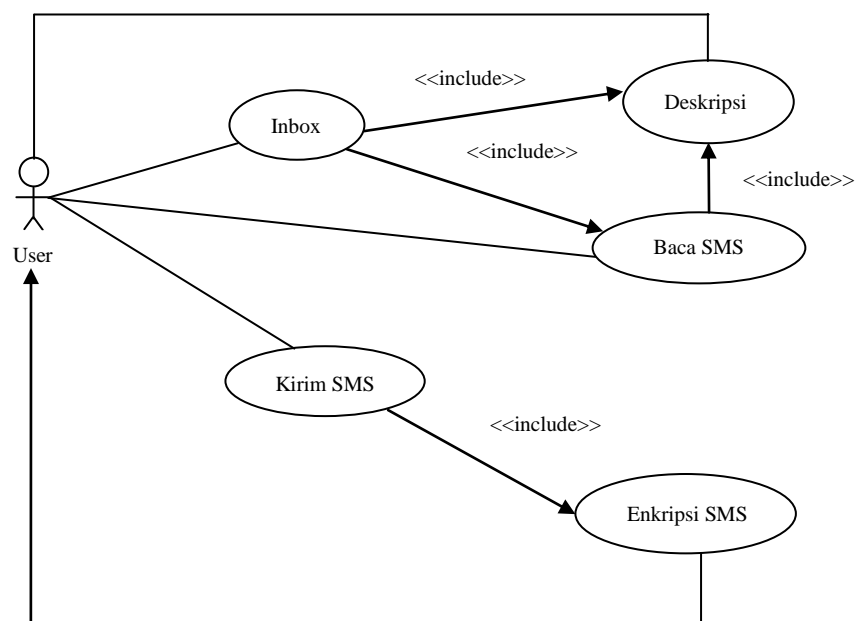 <<include>>
Deskripsi
Inbox
<<include>>
<<include>>
User
Baca SMS
Kirim SMS
<<include>>
Enkripsi SMS